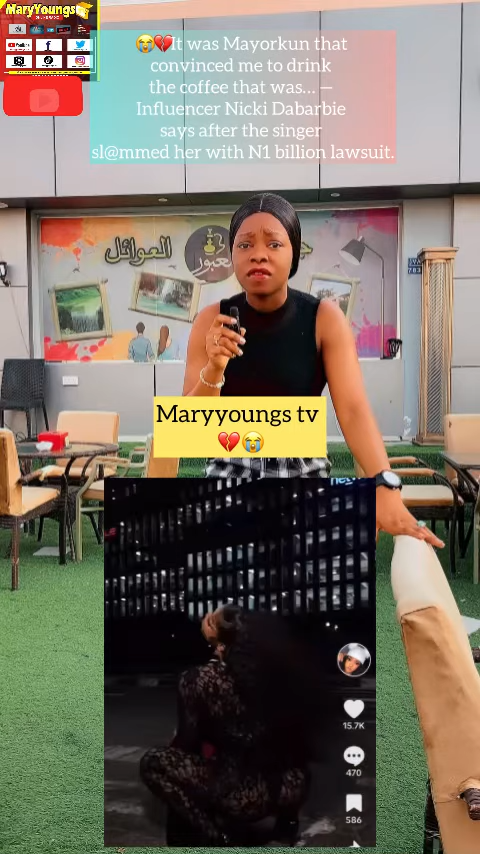 MaryYoungs
😭💔It was Mayorkun that
convinced me to drink
the coffee that was... –
Influencer Nicki Dabarbie
says after the singer
sl@mmed her with N1 billion lawsuit.
العوائل
العبور
Maryyoungs tv
💔😭
15.7K
470
586